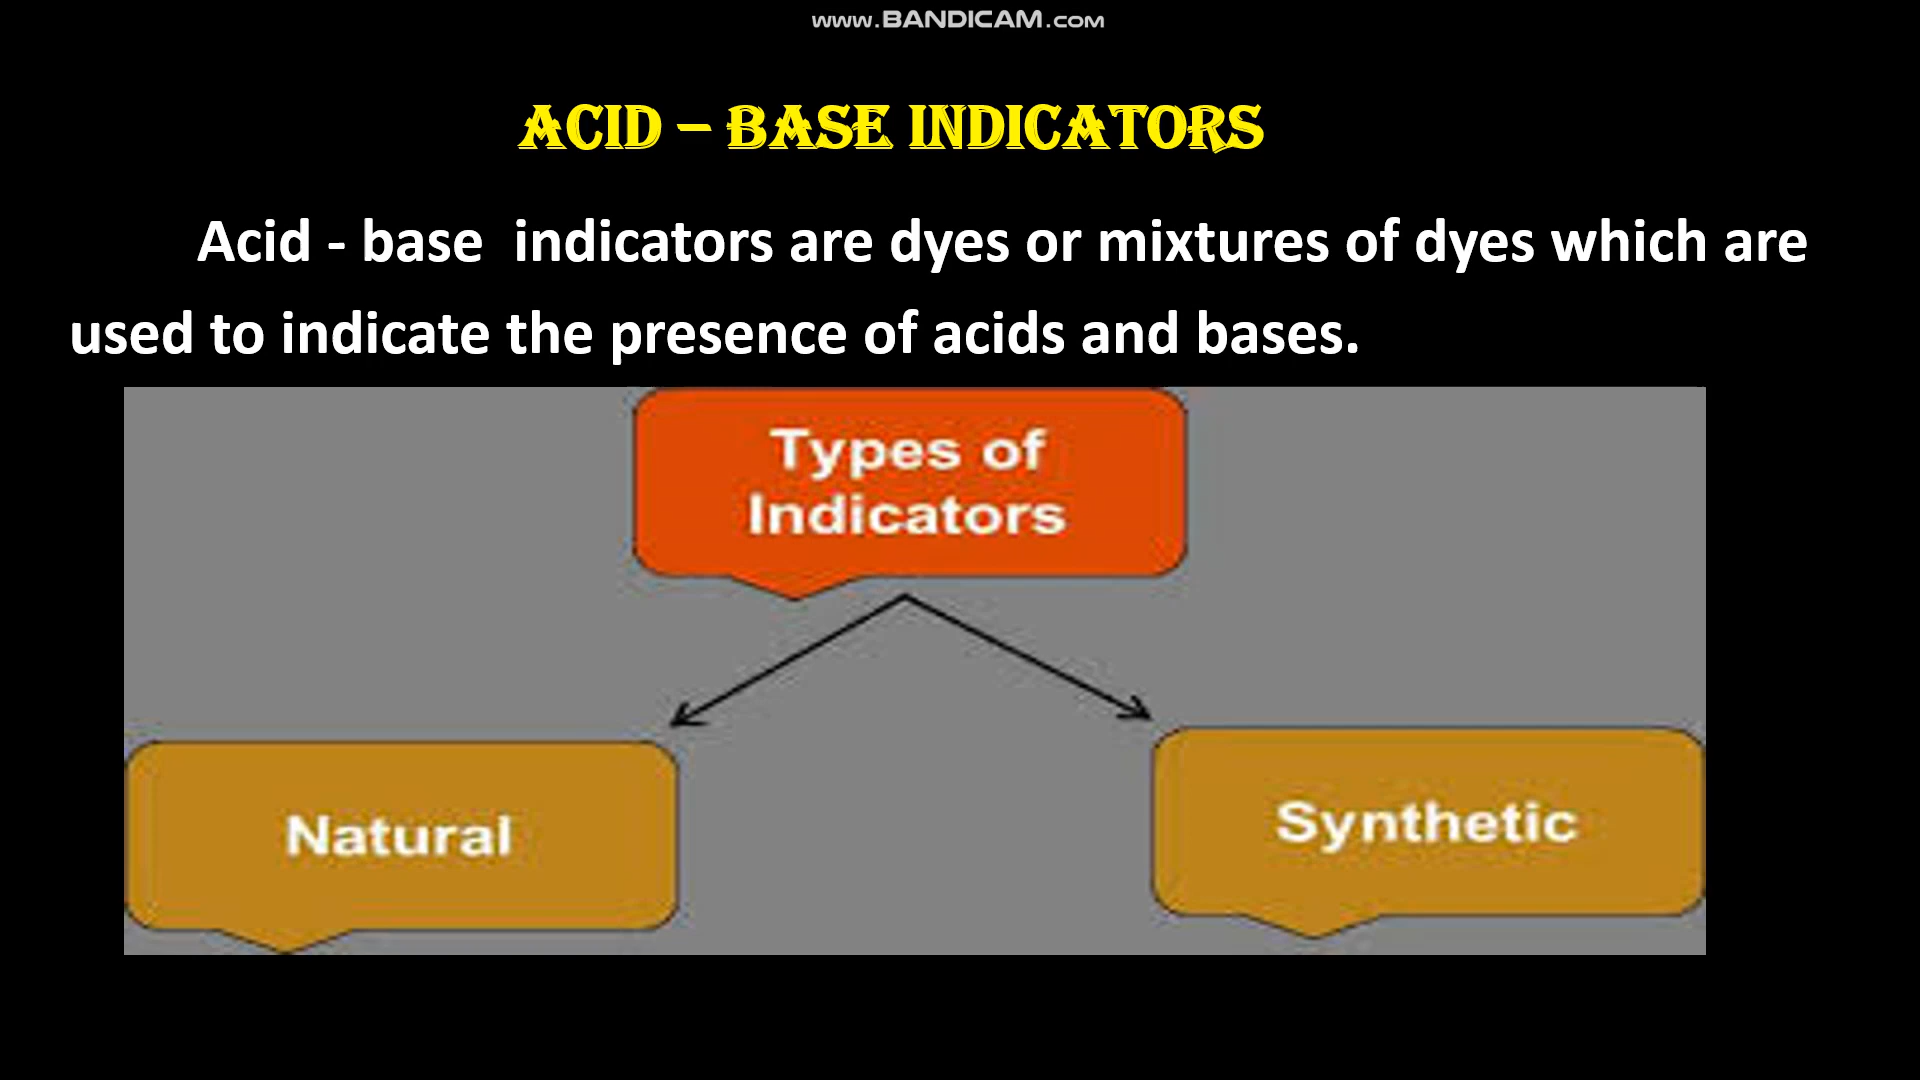 www.BANDICAM.com
ACID – BASE INDICATORS
Acid - base  indicators are dyes or mixtures of dyes which are
used to indicate the presence of acids and bases.
Types of
Indicators
Natural
Synthetic